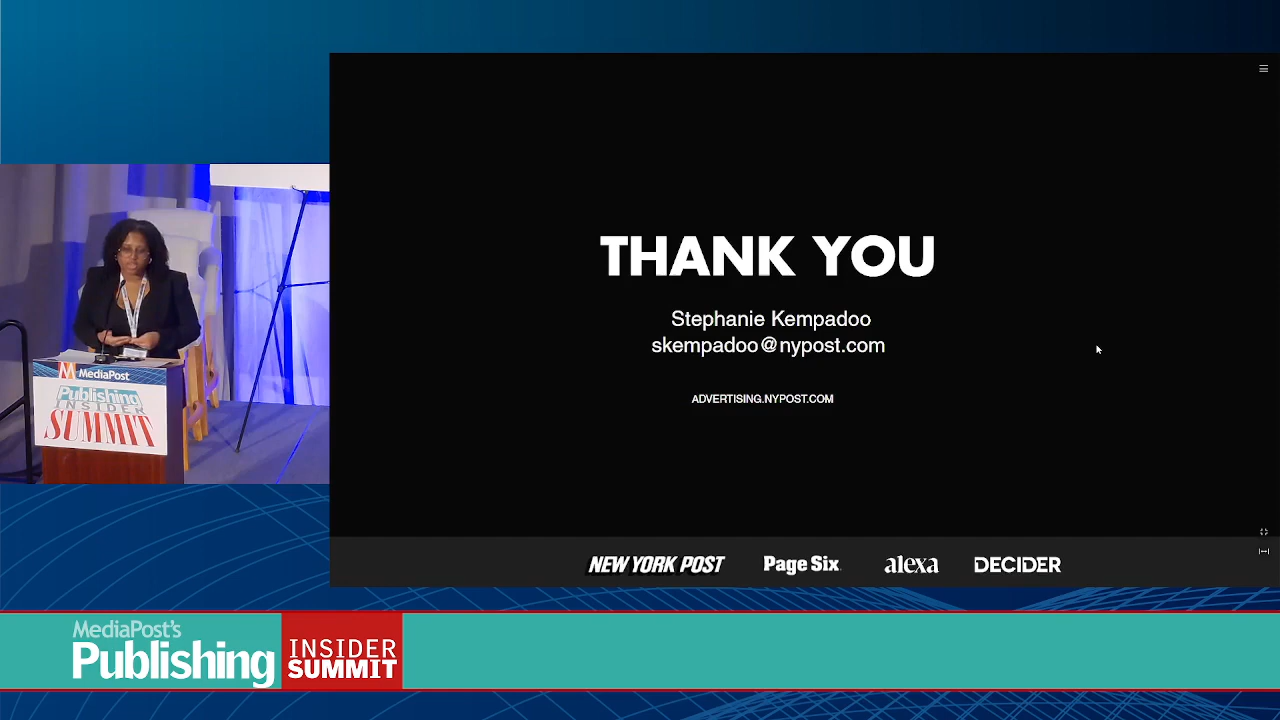 THANK YOU
Stephanie Kempadoo
skempadoo@nypost.com
ADVERTISING.NYPOST.COM
NEW YORK POST
Page Six
alexa
DECIDER
MediaPost
Publishing
INSIDER
SUMMIT
MediaPost's
Publishing
INSIDER
SUMMIT